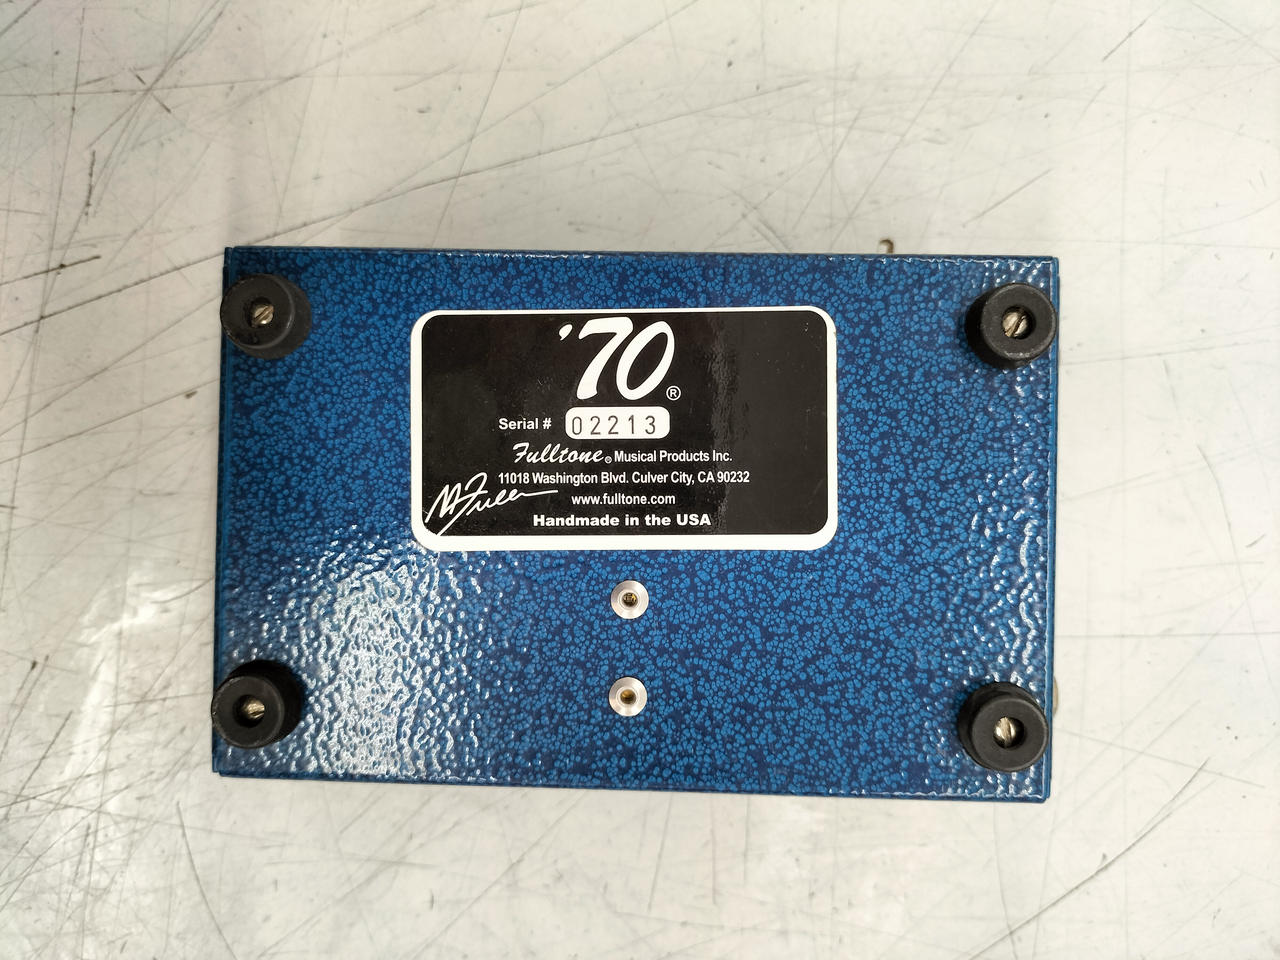 '70®
Serial # 02213
Fulltone® Musical Products Inc.
11018 Washington Blvd. Culver City, CA 90232
www.fulltone.com
Handmade in the USA
M Fuller